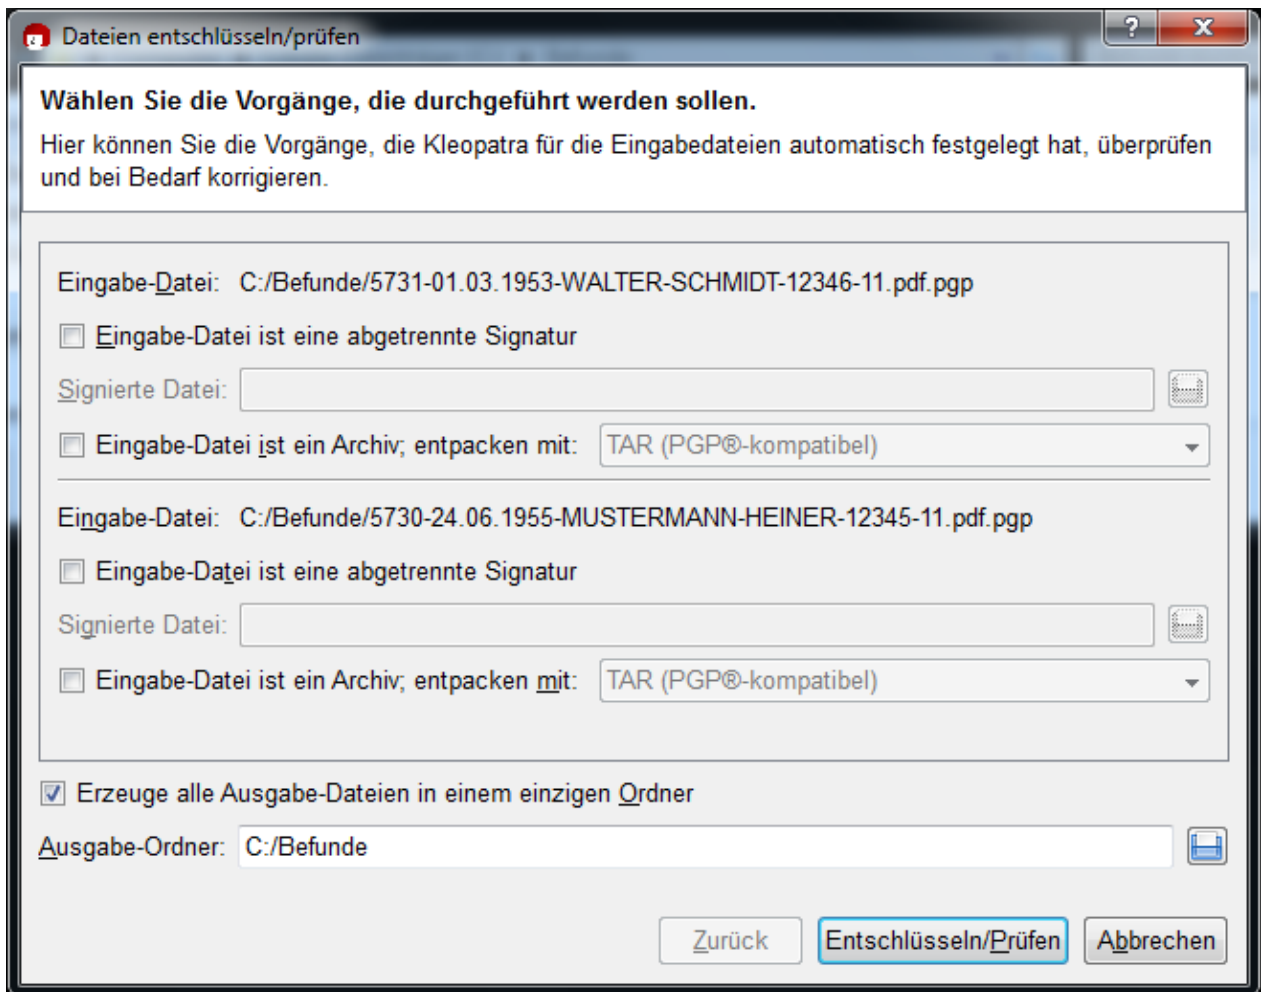 Dateien entschlüsseln/prüfen
?
X
Wählen Sie die Vorgänge, die durchgeführt werden sollen.
Hier können Sie die Vorgänge, die Kleopatra für die Eingabedateien automatisch festgelegt hat, überprüfen
und bei Bedarf korrigieren.
Eingabe-Datei: C:/Befunde/5731-01.03.1953-WALTER-SCHMIDT-12346-11.pdf.pgp
Eingabe-Datei ist eine abgetrennte Signatur
Signierte Datei:
Eingabe-Datei ist ein Archiv; entpacken mit: TAR (PGP®-kompatibel)
Eingabe-Datei: C:/Befunde/5730-24.06.1955-MUSTERMANN-HEINER-12345-11.pdf.pgp
Eingabe-Datei ist eine abgetrennte Signatur
Signierte Datei:
Eingabe-Datei ist ein Archiv; entpacken mit: TAR (PGP®-kompatibel)
Erzeuge alle Ausgabe-Dateien in einem einzigen Ordner
Ausgabe-Ordner: C:/Befunde
Zurück Entschlüsseln/Prüfen Abbrechen